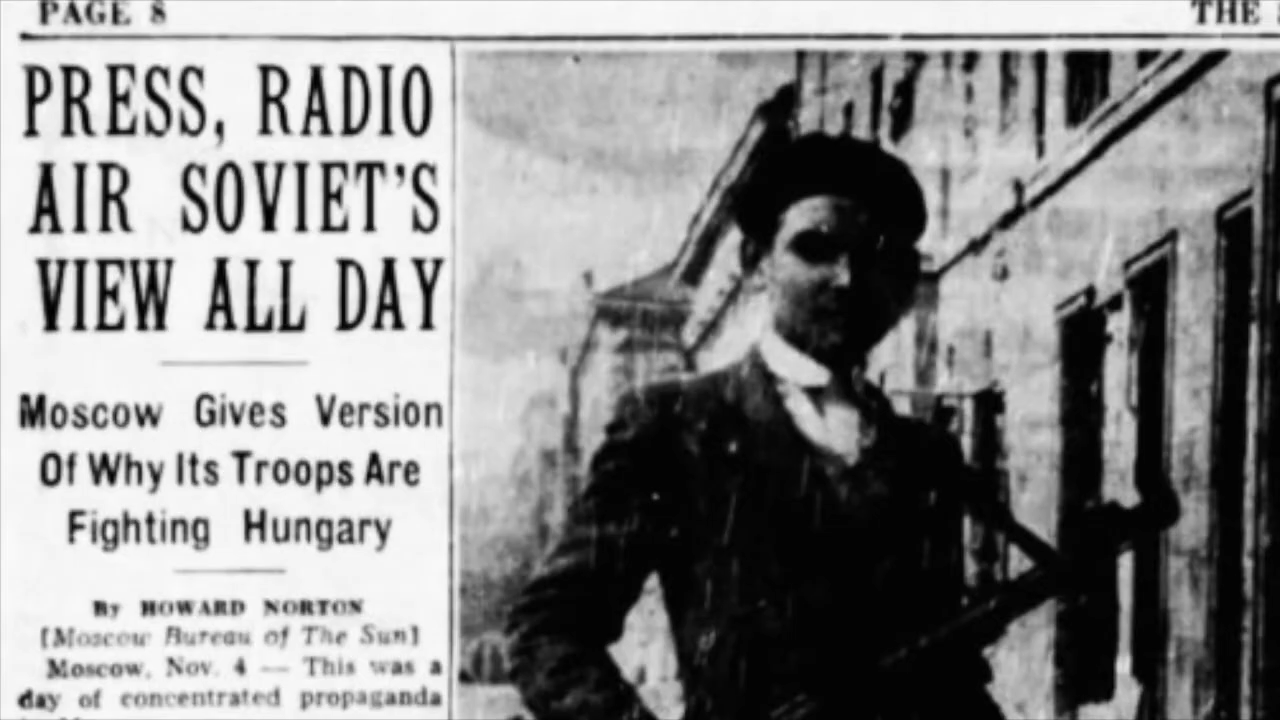 PAGE 8
THE
PRESS, RADIO
AIR SOVIET'S
VIEW ALL DAY
Moscow Gives Version
Of Why Its Troops Are
Fighting Hungary
By HOWARD NORTON
[Moscow Bureau of The Sun]
Moscow, Nov. 4 — This was a
day of concentrated propaganda